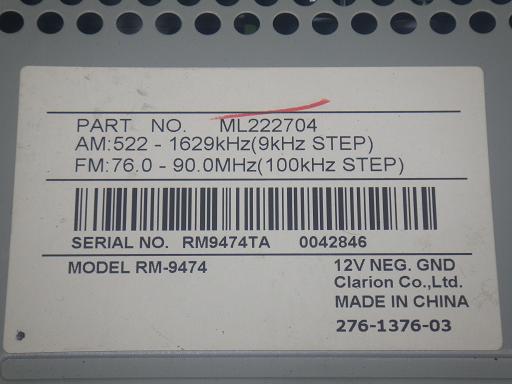 PART NO. ML222704
AM:522 - 1629kHz(9kHz STEP)
FM:76.0 - 90.0MHz(100kHz STEP)
SERIAL NO. RM9474TA 0042846
MODEL RM-9474
12V NEG. GND
Clarion Co.,Ltd.
MADE IN CHINA
276-1376-03